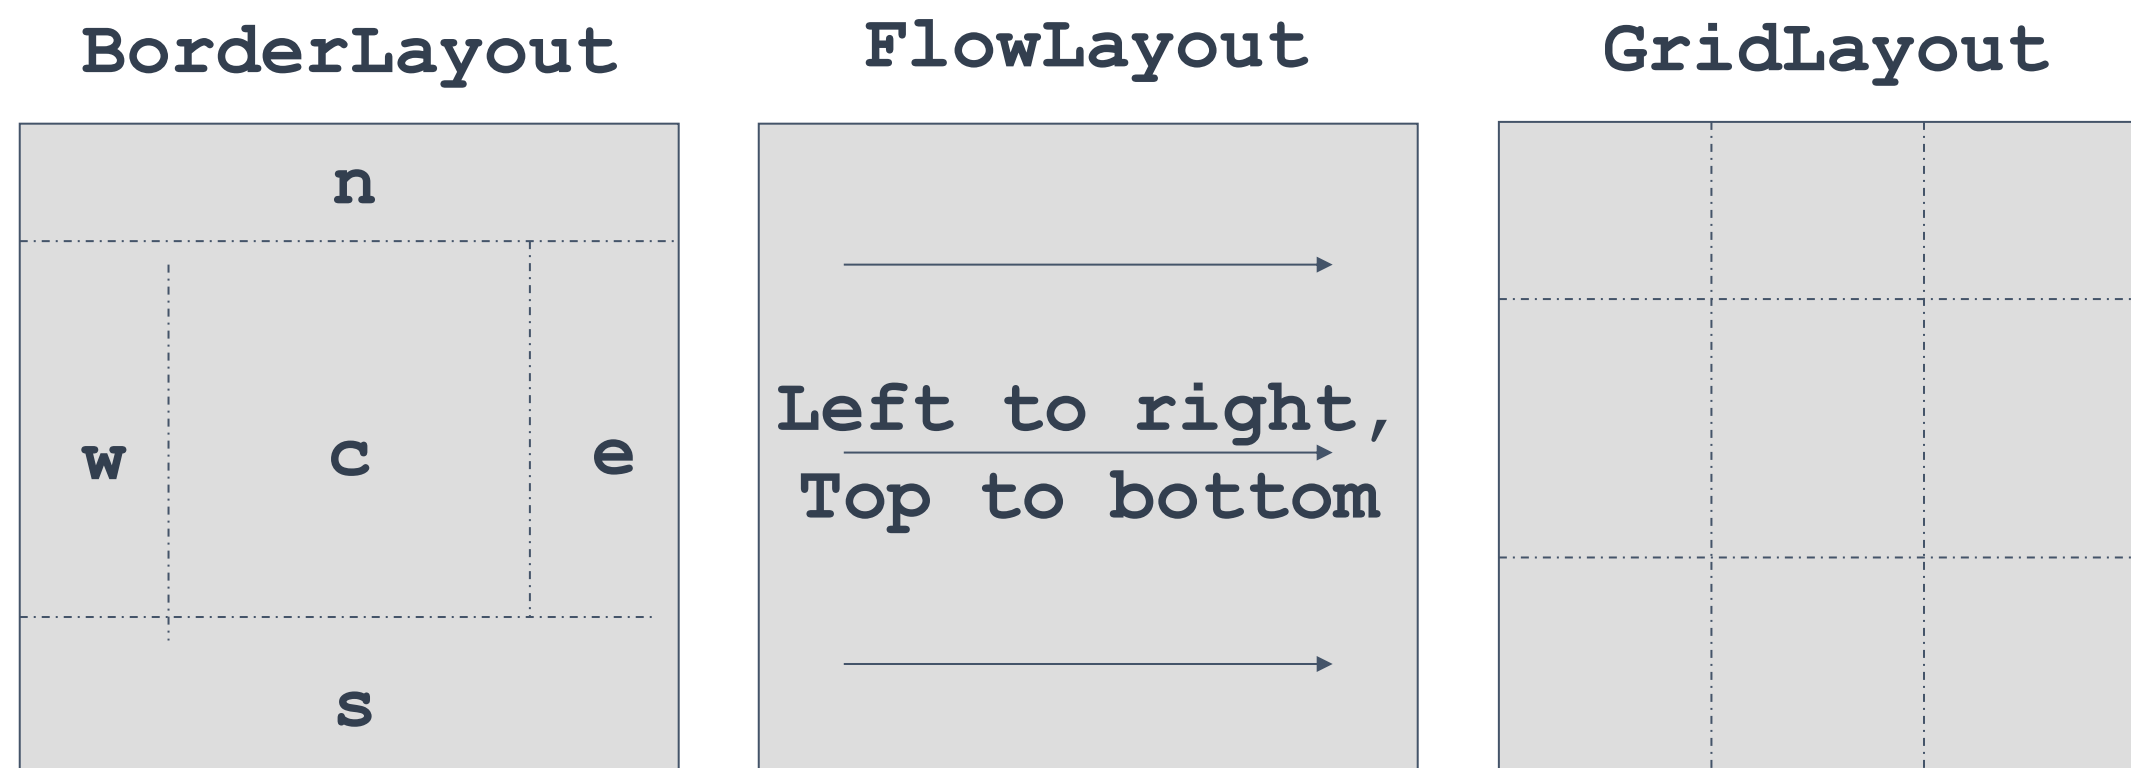 BorderLayout
n
w
c
e
s
FlowLayout
Left to right,
Top to bottom
GridLayout